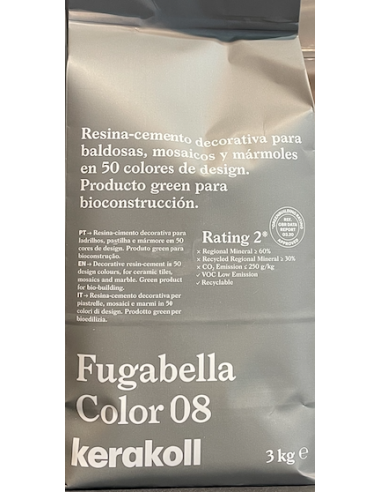 Resina-cemento decorativa para
baldosas, mosaicos y mármoles
en 50 colores de design.
Producto green para
bioconstrucción.
PT → Resina-cimento decorativa para
ladrilhos, pastilha e mármore em 50
cores de design. Produto green para
bioconstrução.
EN → Decorative resin-cement in 50
design colours, for ceramic tiles,
mosaics and marble. Green product
for bio-building.
IT → Resina-cemento decorativa per
piastrelle, mosaici e marmi in 50
colori di design. Prodotto green per
bioedilizia.
Rating 2*
× Regional Mineral ≥ 60%
× Recycled Regional Mineral ≥ 30%
× CO₂ Emission ≤ 250 g/kg
✓ VOC Low Emission
✓ Recyclable
REPORT
APPROVED
Fugabella
Color 08
kerakoll
3 kg ℮